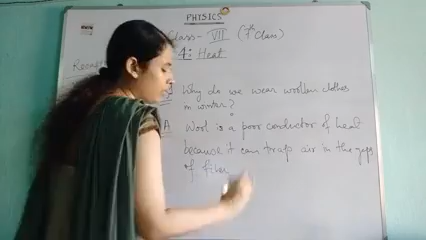 PHYSICS
Class- VII (7th Class)
4: Heat
Why do we wear woollen clothes
in winter?
A Wool is a poor conductor of heat
because it can trap air in the gaps
of fiber